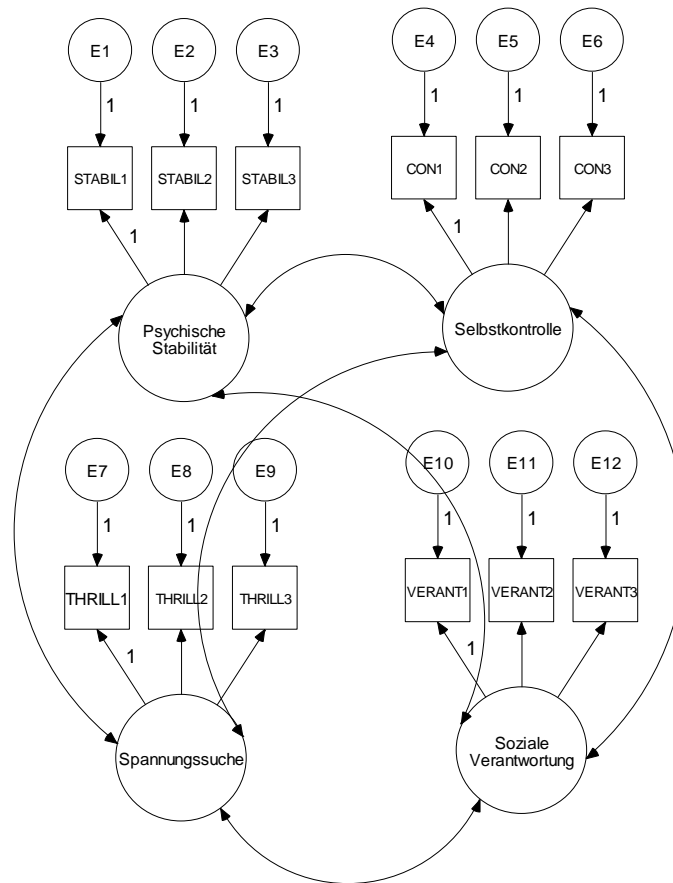 E1
E2
E3
E4
E5
E6
1
1
1
1
1
1
STABIL1
STABIL2
STABIL3
CON1
CON2
CON3
1
1
Psychische
Stabilität
Selbstkontrolle
E7
E8
E9
E10
E11
E12
1
1
1
1
1
1
THRILL1
THRILL2
THRILL3
VERANT1
VERANT2
VERANT3
1
1
Spannungssuche
Soziale
Verantwortung